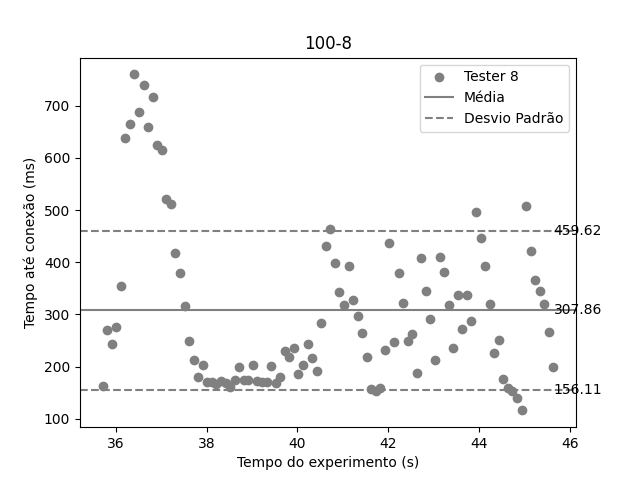 100-8
Tester 8
Média
Desvio Padrão
Tempo até conexão (ms)
700
600
500
400
300
200
100
459.62
307.86
156.11
36 38 40 42 44 46
Tempo do experimento (s)